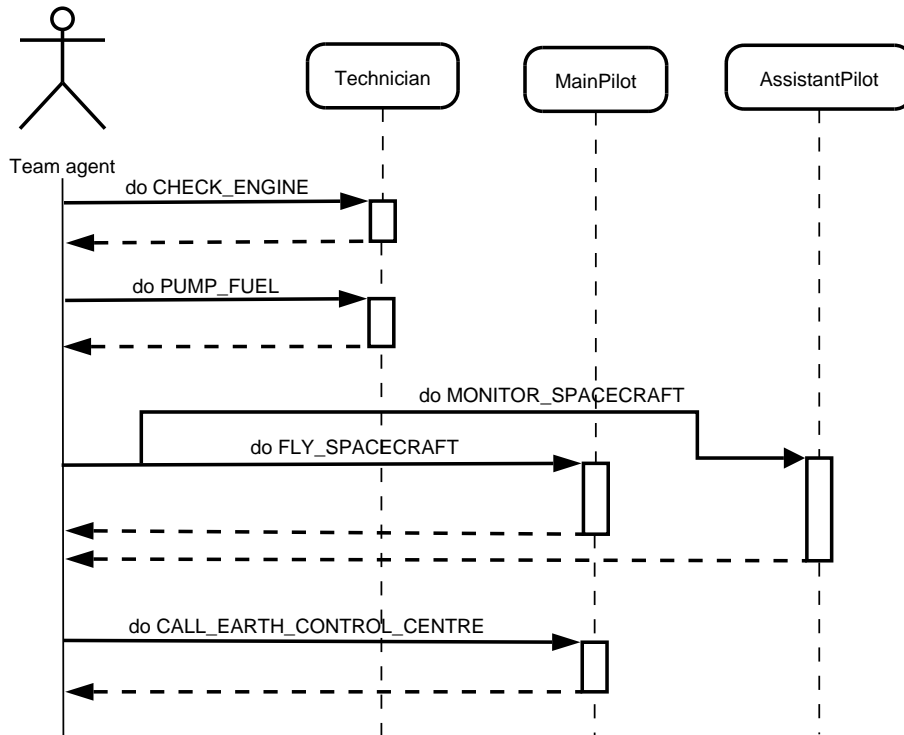 Technician
MainPilot
AssistantPilot
Team agent
do CHECK_ENGINE
do PUMP_FUEL
do MONITOR_SPACECRAFT
do FLY_SPACECRAFT
do CALL_EARTH_CONTROL_CENTRE